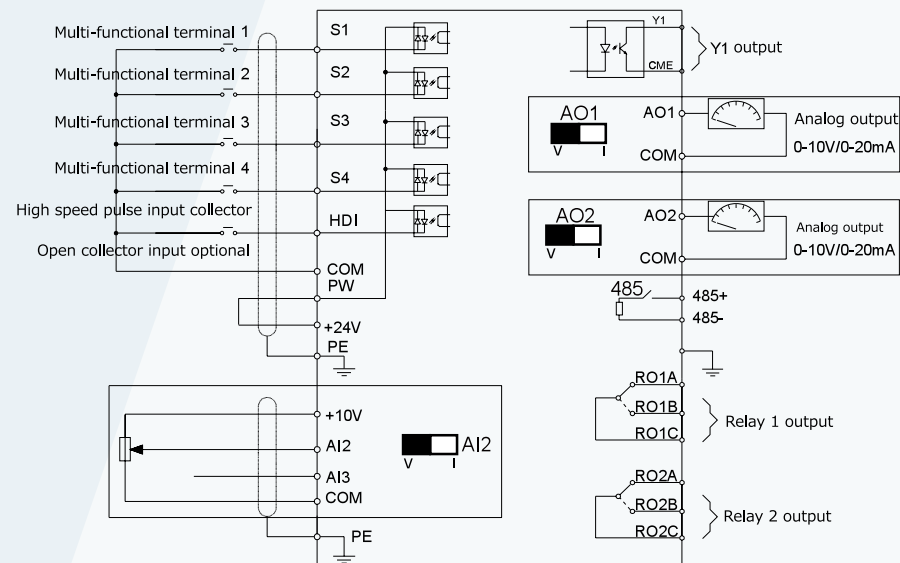 Multi-functional terminal 1
S1
Multi-functional terminal 2
S2
Multi-functional terminal 3
S3
Multi-functional terminal 4
S4
High speed pulse input collector
HDI
Open collector input optional
COM
PW
+24V
PE
+10V
AI2
AI3
COM
V I
AI2
PE
Y1
CME
Y1 output
AO1
V I
AO1
COM
Analog output
0-10V/0-20mA
AO2
V I
AO2
COM
Analog output
0-10V/0-20mA
485
485+
485-
RO1A
RO1B
RO1C
Relay 1 output
RO2A
RO2B
RO2C
Relay 2 output